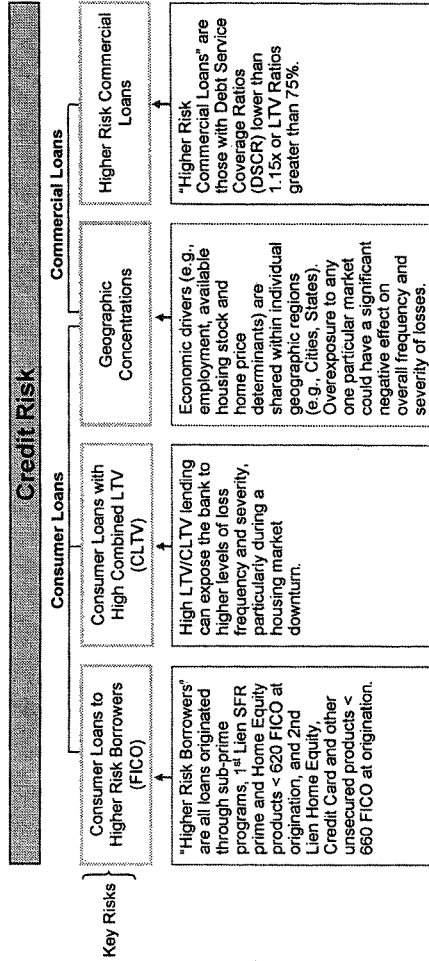 Credit Risk
Consumer Loans
Commercial Loans
Key Risks
Consumer Loans to
Higher Risk Borrowers
(FICO)
Consumer Loans with
High Combined LTV
(CLTV)
Geographic
Concentrations
Higher Risk Commercial
Loans
"Higher Risk Borrowers"
are all loans originated
through sub-prime
programs, 1st Lien SFR
prime and Home Equity
products < 620 FICO at
origination, and 2nd
Lien Home Equity,
Credit Card and other
unsecured products <
660 FICO at origination.
High LTV/CLTV lending
can expose the bank to
higher levels of loss
frequency and severity,
particularly during a
housing market
downturn.
Economic drivers (e.g.,
employment, available
housing stock and
home price
determinants) are
shared within individual
geographic regions
(e.g., Cities, States).
Overexposure to any
one particular market
could have a significant
negative effect on
overall frequency and
severity of losses.
"Higher Risk
Commercial Loans" are
those with Debt Service
Coverage Ratios
(DSCR) lower than
1.15x or LTV Ratios
greater than 75%.